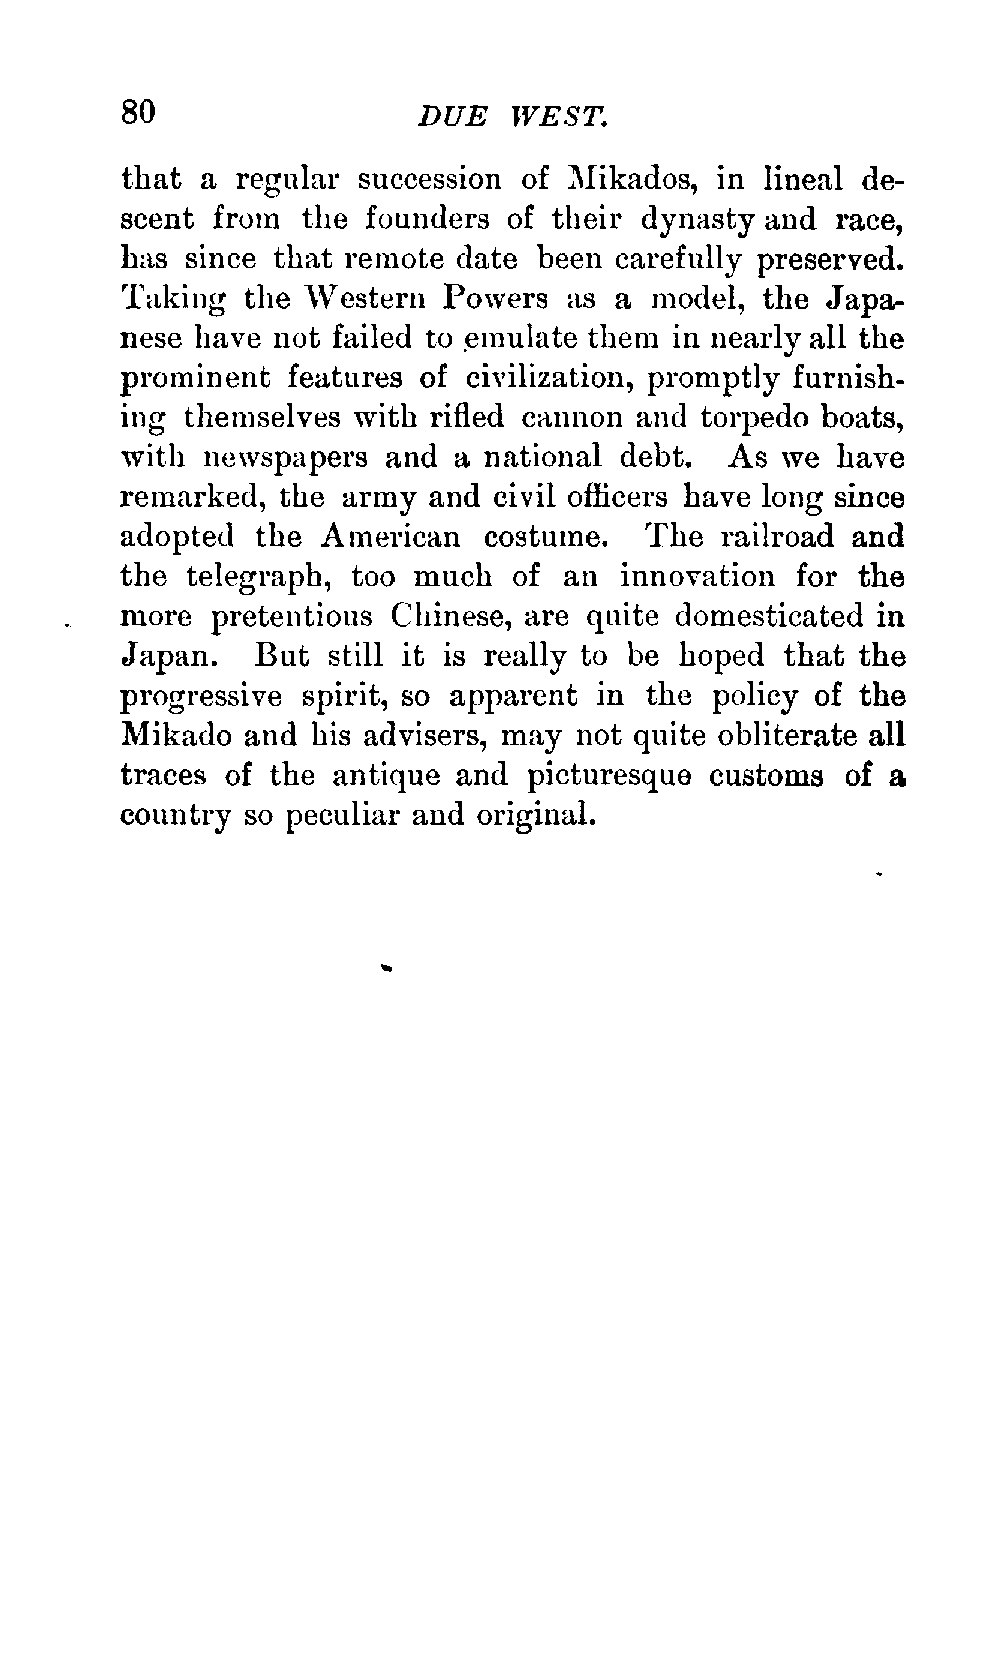 80 DUE WEST.
that a regular succession of Mikados, in lineal de-
scent from the founders of their dynasty and race,
has since that remote date been carefully preserved.
Taking the Western Powers as a model, the Japa-
nese have not failed to emulate them in nearly all the
prominent features of civilization, promptly furnish-
ing themselves with rifled cannon and torpedo boats,
with newspapers and a national debt. As we have
remarked, the army and civil officers have long since
adopted the American costume. The railroad and
the telegraph, too much of an innovation for the
more pretentious Chinese, are quite domesticated in
Japan. But still it is really to be hoped that the
progressive spirit, so apparent in the policy of the
Mikado and his advisers, may not quite obliterate all
traces of the antique and picturesque customs of a
country so peculiar and original.